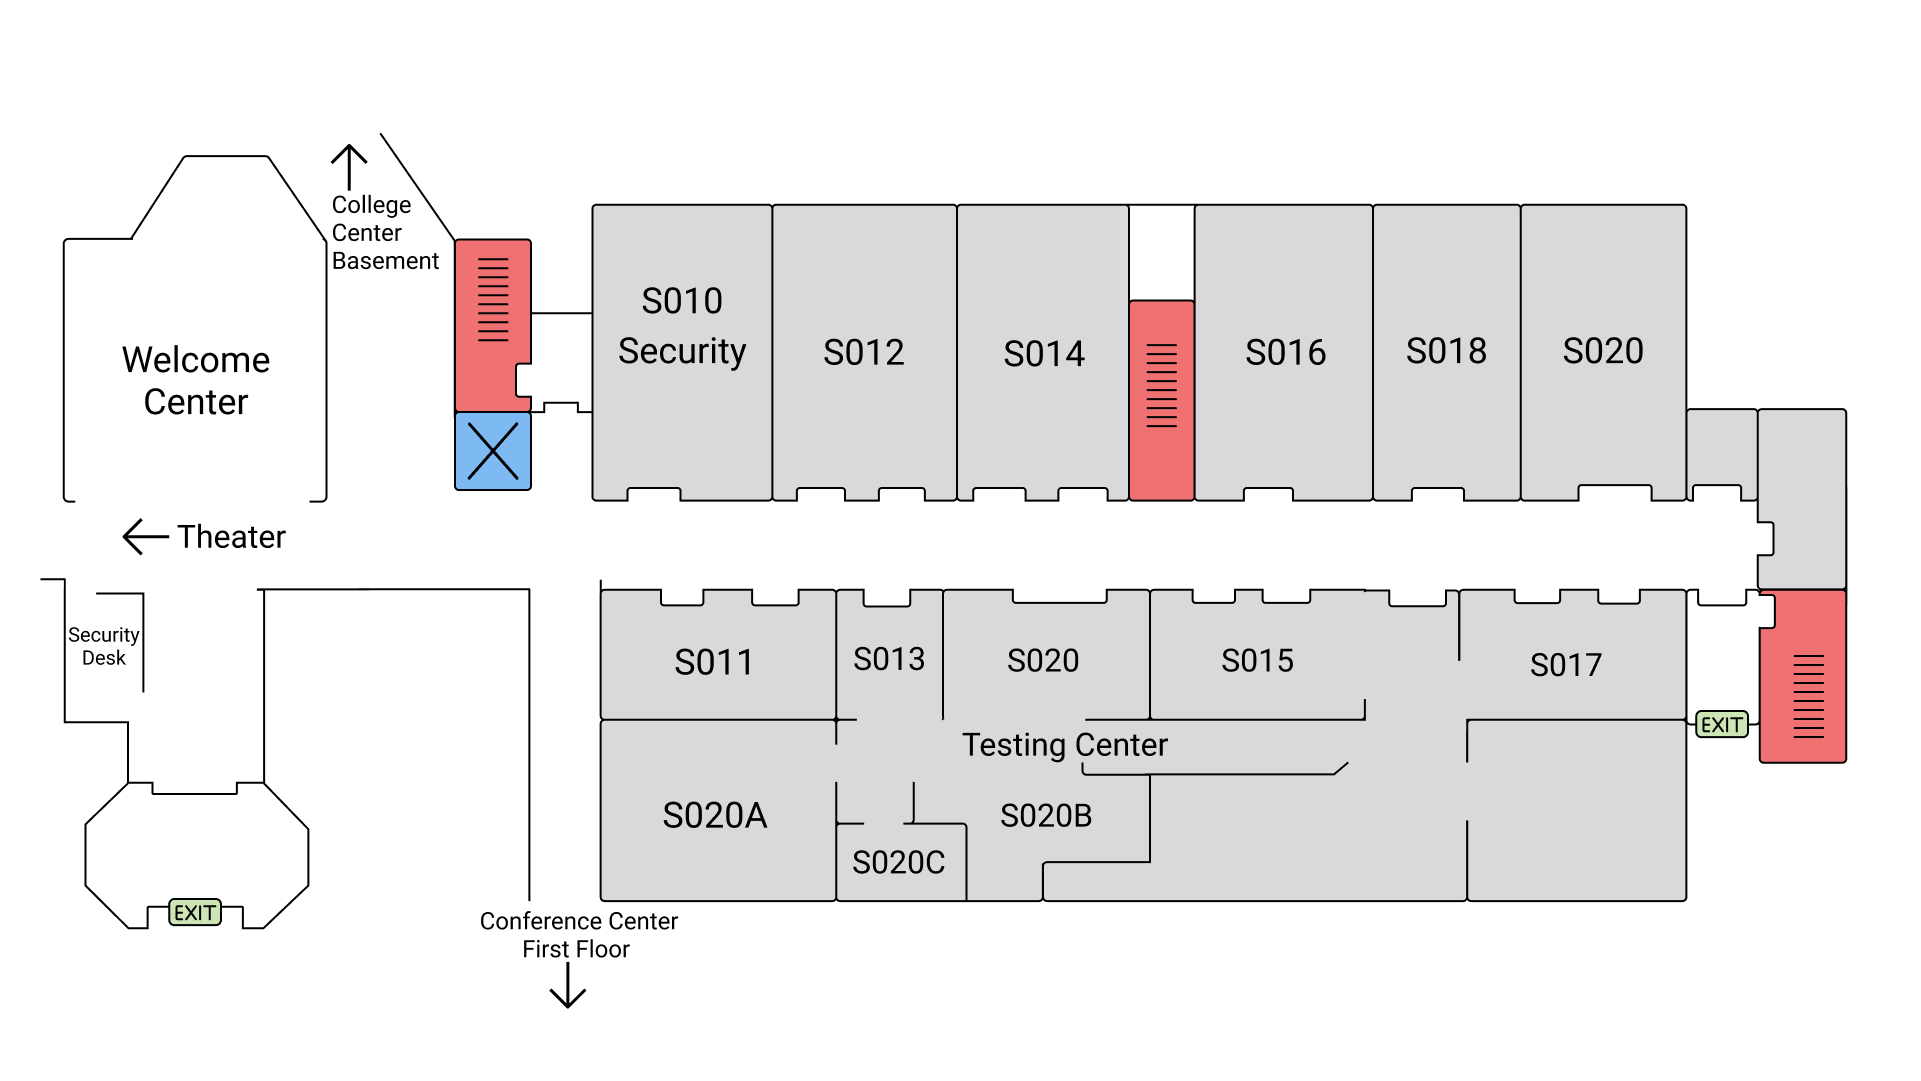 College
Center
Basement
S010
Security
S012
S014
S016
S018
S020
Welcome
Center
Theater
Security
Desk
S011
S013
S020
S015
S017
Testing Center
EXIT
S020A
S020B
S020C
EXIT
Conference Center
First Floor